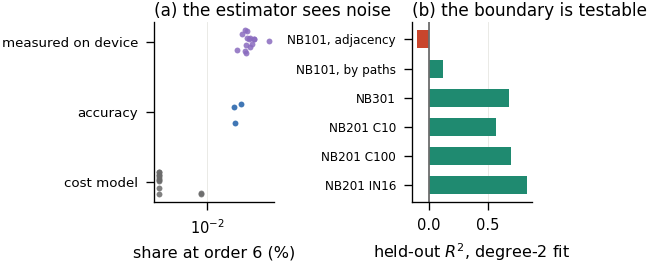 (a) the estimator sees noise
measured on device
accuracy
cost model
10⁻²
share at order 6 (%)
(b) the boundary is testable
NB101, adjacency
NB101, by paths
NB301
NB201 C10
NB201 C100
NB201 IN16
0.0 0.5
held-out R², degree-2 fit